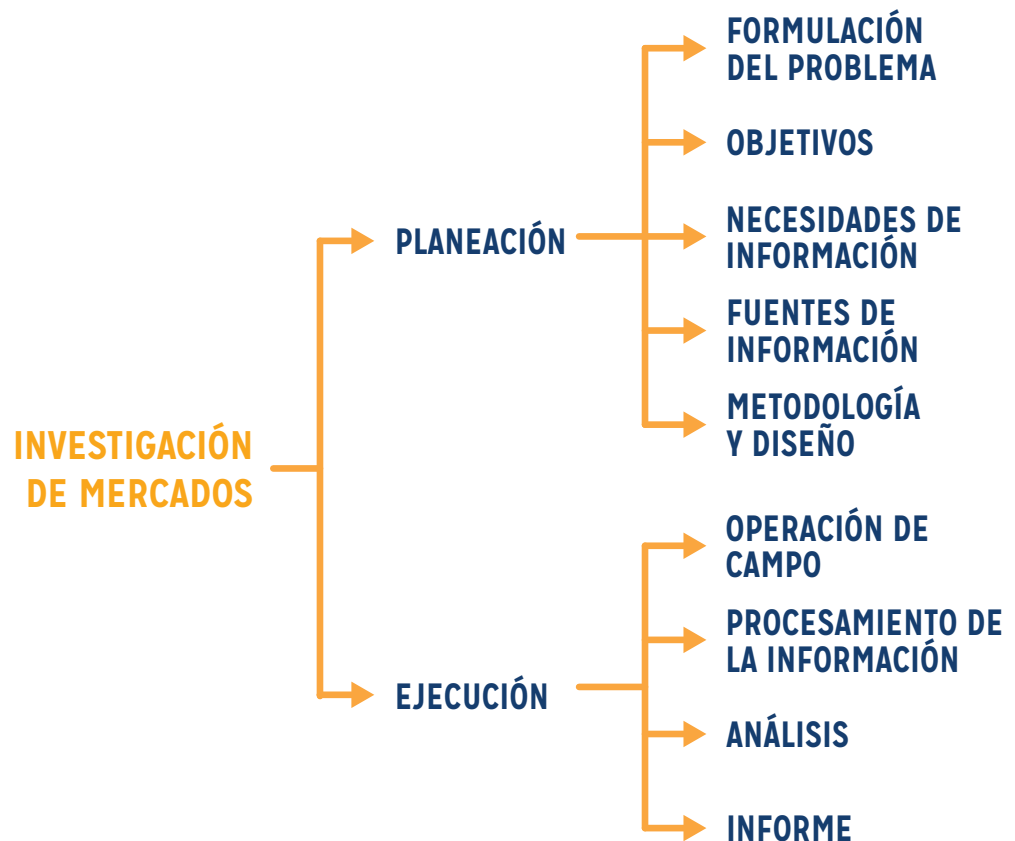 INVESTIGACIÓN
DE MERCADOS
PLANEACIÓN
FORMULACIÓN
DEL PROBLEMA
OBJETIVOS
NECESIDADES DE
INFORMACIÓN
FUENTES DE
INFORMACIÓN
METODOLOGÍA
Y DISEÑO
EJECUCIÓN
OPERACIÓN DE
CAMPO
PROCESAMIENTO DE
LA INFORMACIÓN
ANÁLISIS
INFORME